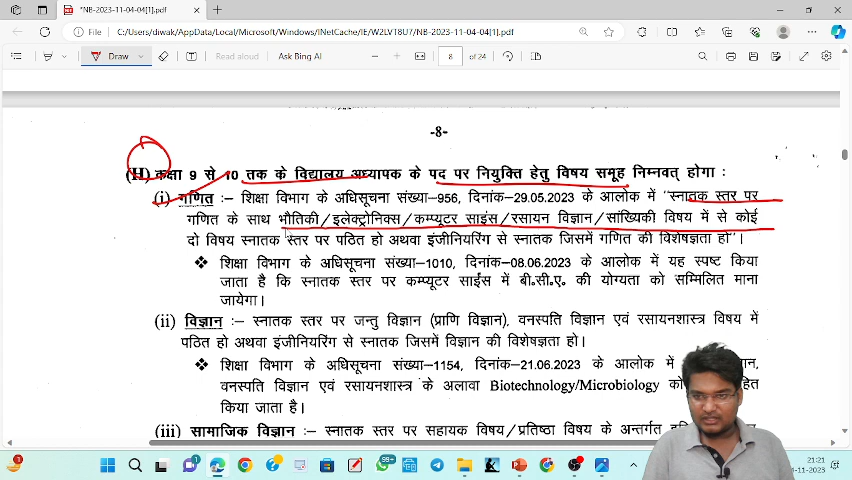 *NB-2023-11-04-04[1].pdf
File
C:/Users/diwak/AppData/Local/Microsoft/Windows/INetCache/IE/W2LVT8U7/NB-2023-11-04-04[1].pdf
Draw
Read aloud
Ask Bing AI
8 of 24
-8-
(H) कक्षा 9 से 10 तक के विद्यालय अध्यापक के पद पर नियुक्ति हेतु विषय समूह निम्नवत् होगा :
(i) गणित :- शिक्षा विभाग के अधिसूचना संख्या-956, दिनांक-29.05.2023 के आलोक में "स्नातक स्तर पर
गणित के साथ भौतिकी/इलेक्ट्रोनिक्स/कम्प्यूटर साइंस/रसायन विज्ञान/सांख्यिकी विषय में से कोई
दो विषय स्नातक स्तर पर पठित हो अथवा इंजीनियरिंग से स्नातक जिसमें गणित की विशेषज्ञता हो"।
❖ शिक्षा विभाग के अधिसूचना संख्या-1010, दिनांक-08.06.2023 के आलोक में यह स्पष्ट किया
जाता है कि स्नातक स्तर पर कम्प्यूटर साईंस में बी०सी०ए० की योग्यता को सम्मिलित माना
जायेगा।
(ii) विज्ञान :- स्नातक स्तर पर जन्तु विज्ञान (प्राणि विज्ञान), वनस्पति विज्ञान एवं रसायनशास्त्र विषय में
पठित हो अथवा इंजीनियरिंग से स्नातक जिसमें विज्ञान की विशेषज्ञता हो।
❖ शिक्षा विभाग के अधिसूचना संख्या-1154, दिनांक-21.06.2023 के आलोक में
वनस्पति विज्ञान एवं रसायनशास्त्र के अलावा Biotechnology/Microbiology को
किया जाता है।
(iii) सामाजिक विज्ञान :- स्नातक स्तर पर सहायक विषय/प्रतिष्ठा विषय के अन्तर्गत
99+
21:21
-11-2023